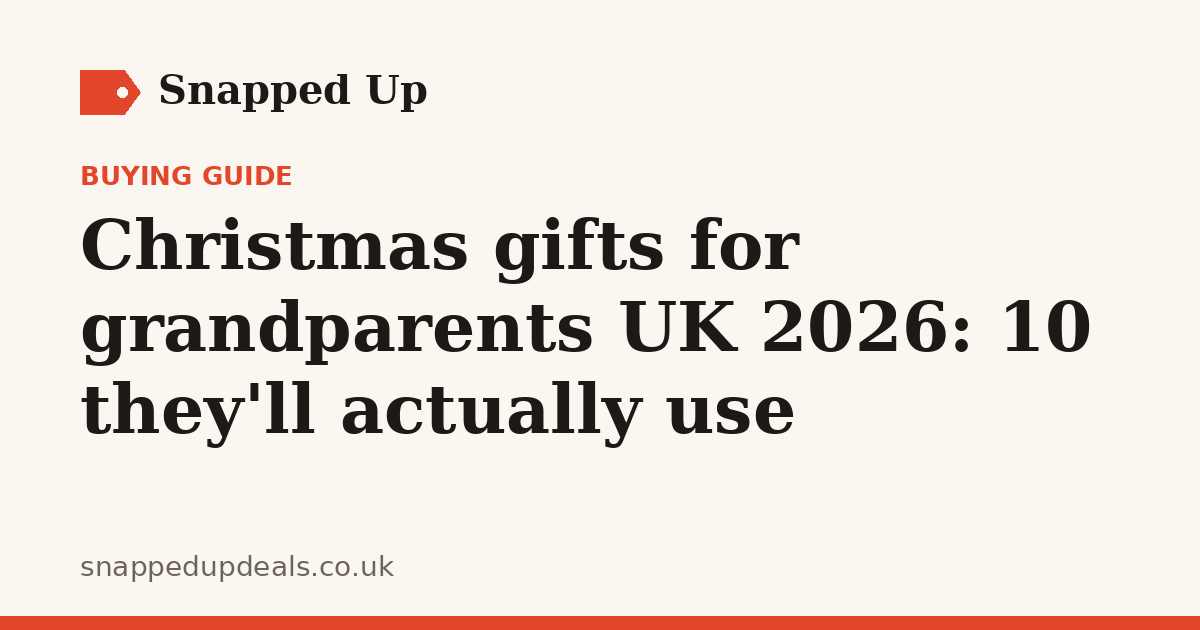 Snapped Up
BUYING GUIDE
Christmas gifts for
grandparents UK 2026: 10
they'll actually use
snappedupdeals.co.uk